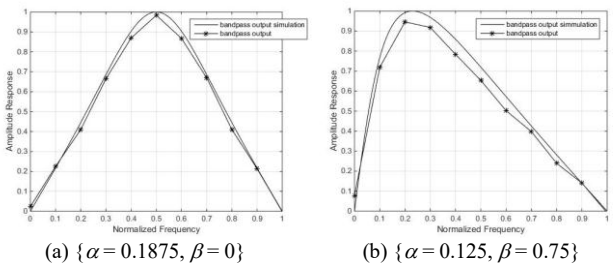 bandpass output simulation
bandpass output
Amplitude Response
1
0.9
0.8
0.7
0.6
0.5
0.4
0.3
0.2
0.1
0
0 0.1 0.2 0.3 0.4 0.5 0.6 0.7 0.8 0.9 1
Normalized Frequency
(a) {α = 0.1875, β = 0}
bandpass output simmulation
bandpass output
Amplitude Response
1
0.9
0.8
0.7
0.6
0.5
0.4
0.3
0.2
0.1
0
0 0.1 0.2 0.3 0.4 0.5 0.6 0.7 0.8 0.9 1
Normalized Frequency
(b) {α = 0.125, β = 0.75}